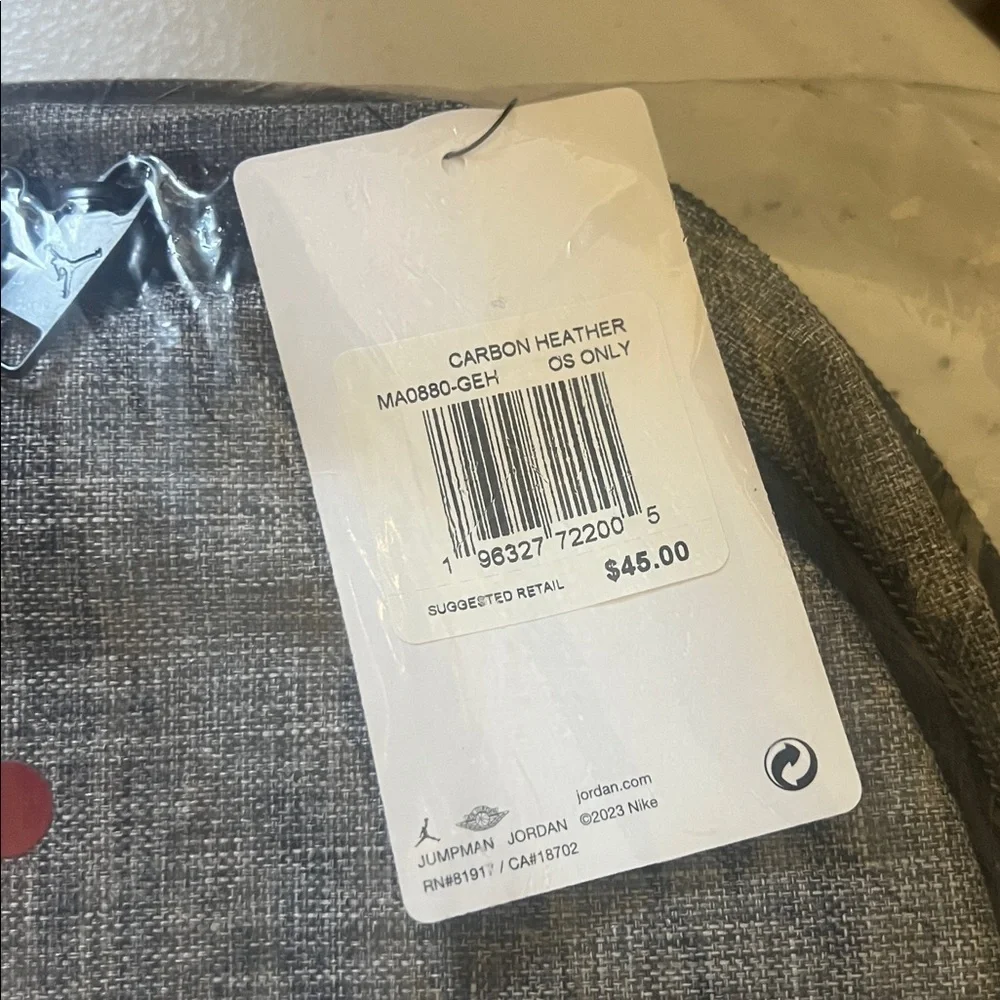 CARBON HEATHER
MA0880-GEH OS ONLY
1 96327 72200 5
SUGGESTED RETAIL $45.00
jordan.com
JUMPMAN JORDAN ©2023 Nike
RN#81917 / CA#18702